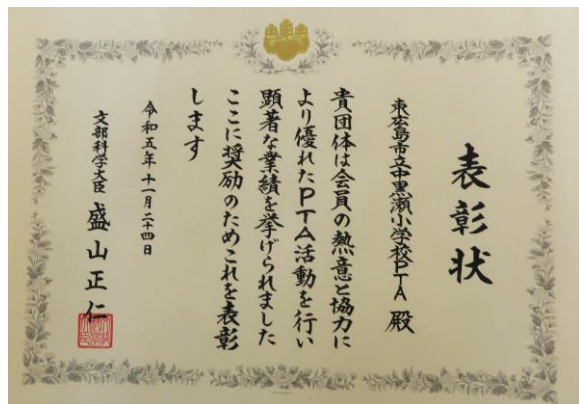 表彰状
東広島市立中黒瀬小学校PTA 殿
貴団体は会員の熱意と協力に
より優れたPTA活動を行い
顕著な業績を挙げられました
ここに奨励のためこれを表彰
します
令和五年十一月二十四日
文部科学大臣 盛山正仁